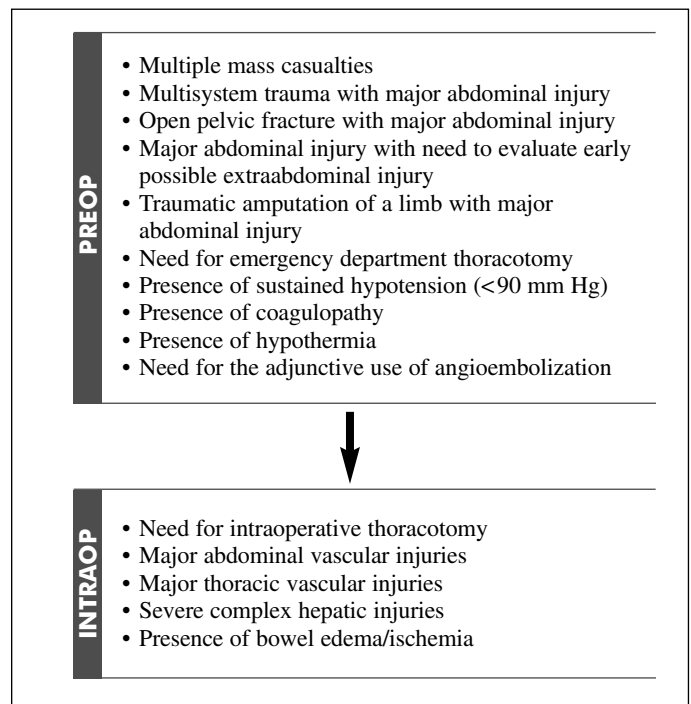 PREOP
• Multiple mass casualties
• Multisystem trauma with major abdominal injury
• Open pelvic fracture with major abdominal injury
• Major abdominal injury with need to evaluate early
possible extraabdominal injury
• Traumatic amputation of a limb with major
abdominal injury
• Need for emergency department thoracotomy
• Presence of sustained hypotension (<90 mm Hg)
• Presence of coagulopathy
• Presence of hypothermia
• Need for the adjunctive use of angioembolization
INTRAOP
• Need for intraoperative thoracotomy
• Major abdominal vascular injuries
• Major thoracic vascular injuries
• Severe complex hepatic injuries
• Presence of bowel edema/ischemia